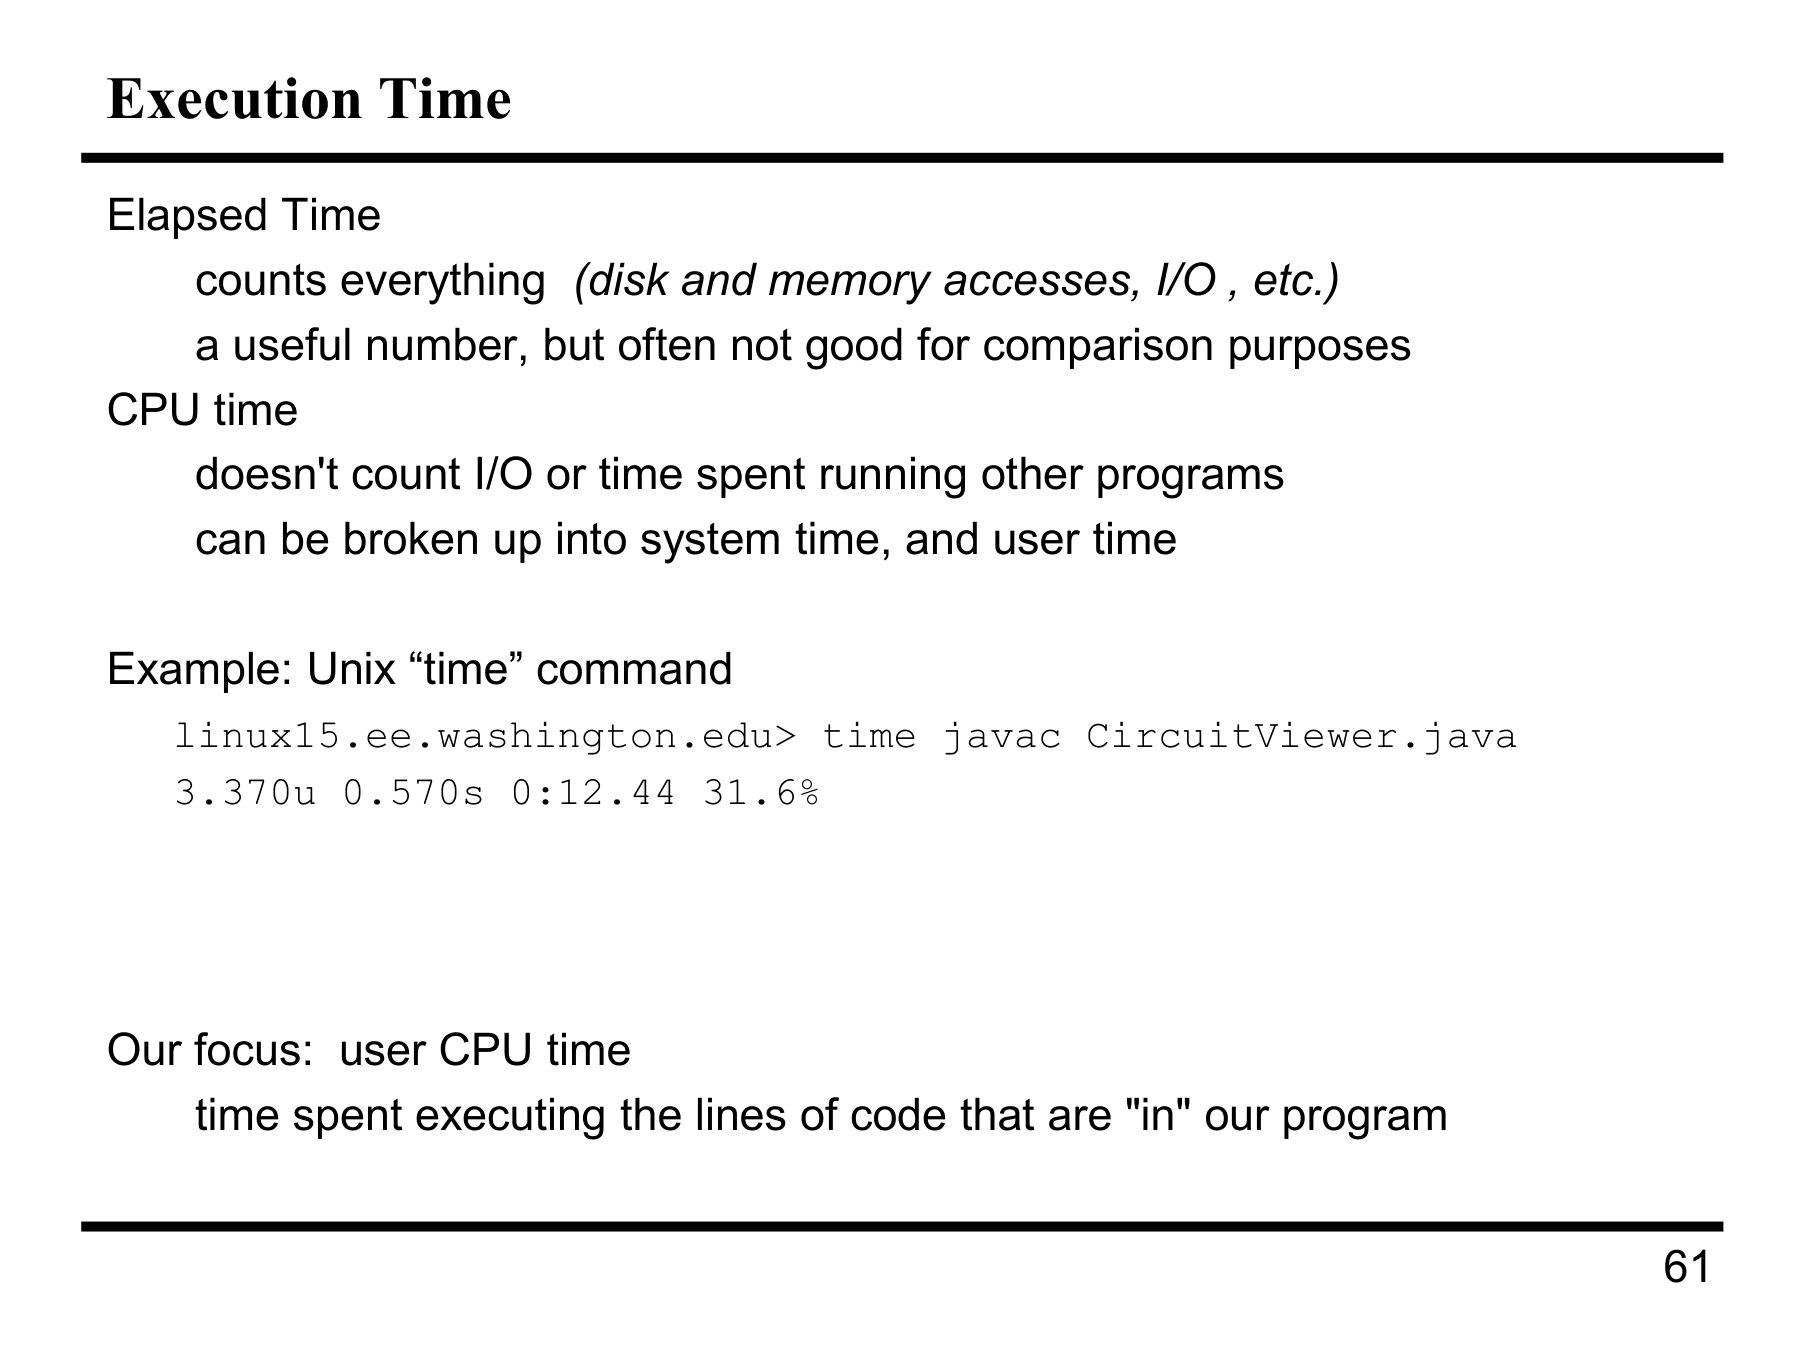 Execution Time
Elapsed Time
counts everything  (disk and memory accesses, I/O , etc.)
a useful number, but often not good for comparison purposes
CPU time
doesn't count I/O or time spent running other programs
can be broken up into system time, and user time
Example: Unix “time” command
linux15.ee.washington.edu> time javac CircuitViewer.java
3.370u 0.570s 0:12.44 31.6%
Our focus:  user CPU time
time spent executing the lines of code that are "in" our program
61